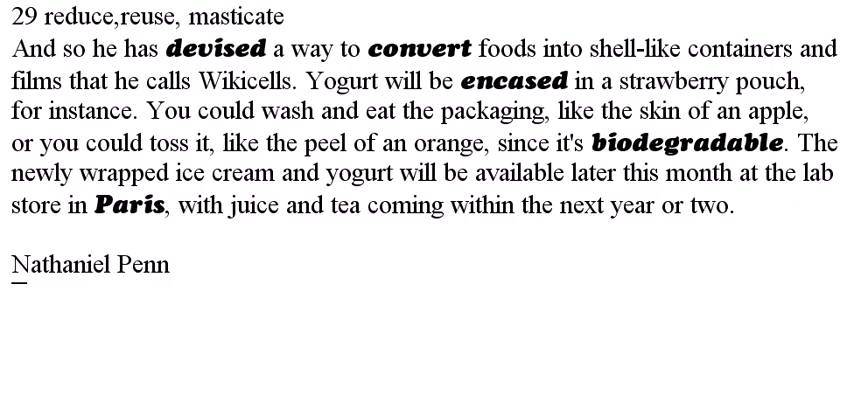 29 reduce,reuse, masticate
And so he has devised a way to convert foods into shell-like containers and
films that he calls Wikicells. Yogurt will be encased in a strawberry pouch,
for instance. You could wash and eat the packaging, like the skin of an apple,
or you could toss it, like the peel of an orange, since it's biodegradable. The
newly wrapped ice cream and yogurt will be available later this month at the lab
store in Paris, with juice and tea coming within the next year or two.
Nathaniel Penn